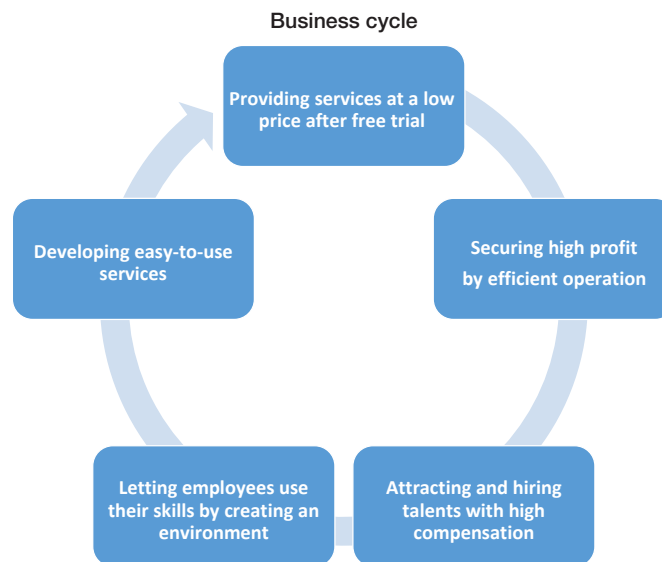 Business cycle
Providing services at a low
price after free trial
Securing high profit
by efficient operation
Attracting and hiring
talents with high
compensation
Letting employees use
their skills by creating an
environment
Developing easy-to-use
services